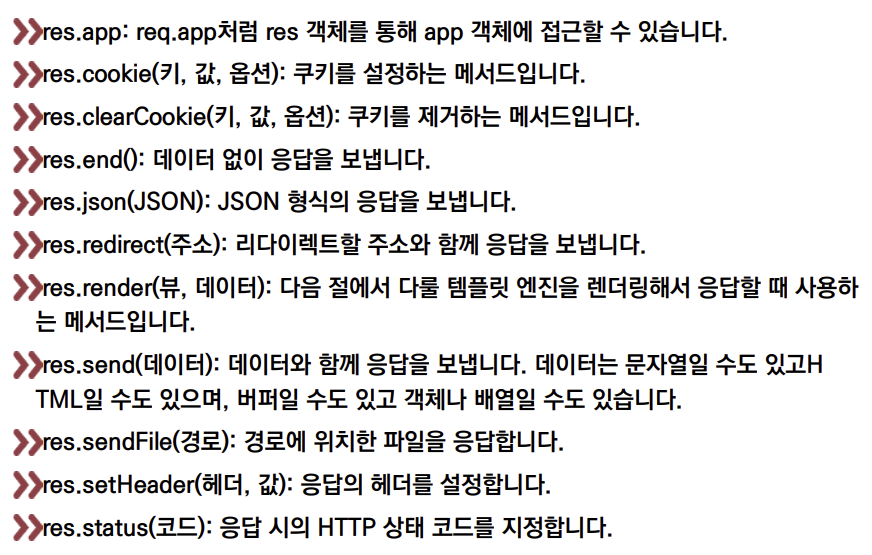 res.app: req.app처럼 res 객체를 통해 app 객체에 접근할 수 있습니다.
res.cookie(키, 값, 옵션): 쿠키를 설정하는 메서드입니다.
res.clearCookie(키, 값, 옵션): 쿠키를 제거하는 메서드입니다.
res.end(): 데이터 없이 응답을 보냅니다.
res.json(JSON): JSON 형식의 응답을 보냅니다.
res.redirect(주소): 리다이렉트할 주소와 함께 응답을 보냅니다.
res.render(뷰, 데이터): 다음 절에서 다룰 템플릿 엔진을 렌더링해서 응답할 때 사용하
는 메서드입니다.
res.send(데이터): 데이터와 함께 응답을 보냅니다. 데이터는 문자열일 수도 있고H
TML일 수도 있으며, 버퍼일 수도 있고 객체나 배열일 수도 있습니다.
res.sendFile(경로): 경로에 위치한 파일을 응답합니다.
res.setHeader(헤더, 값): 응답의 헤더를 설정합니다.
res.status(코드): 응답 시의 HTTP 상태 코드를 지정합니다.